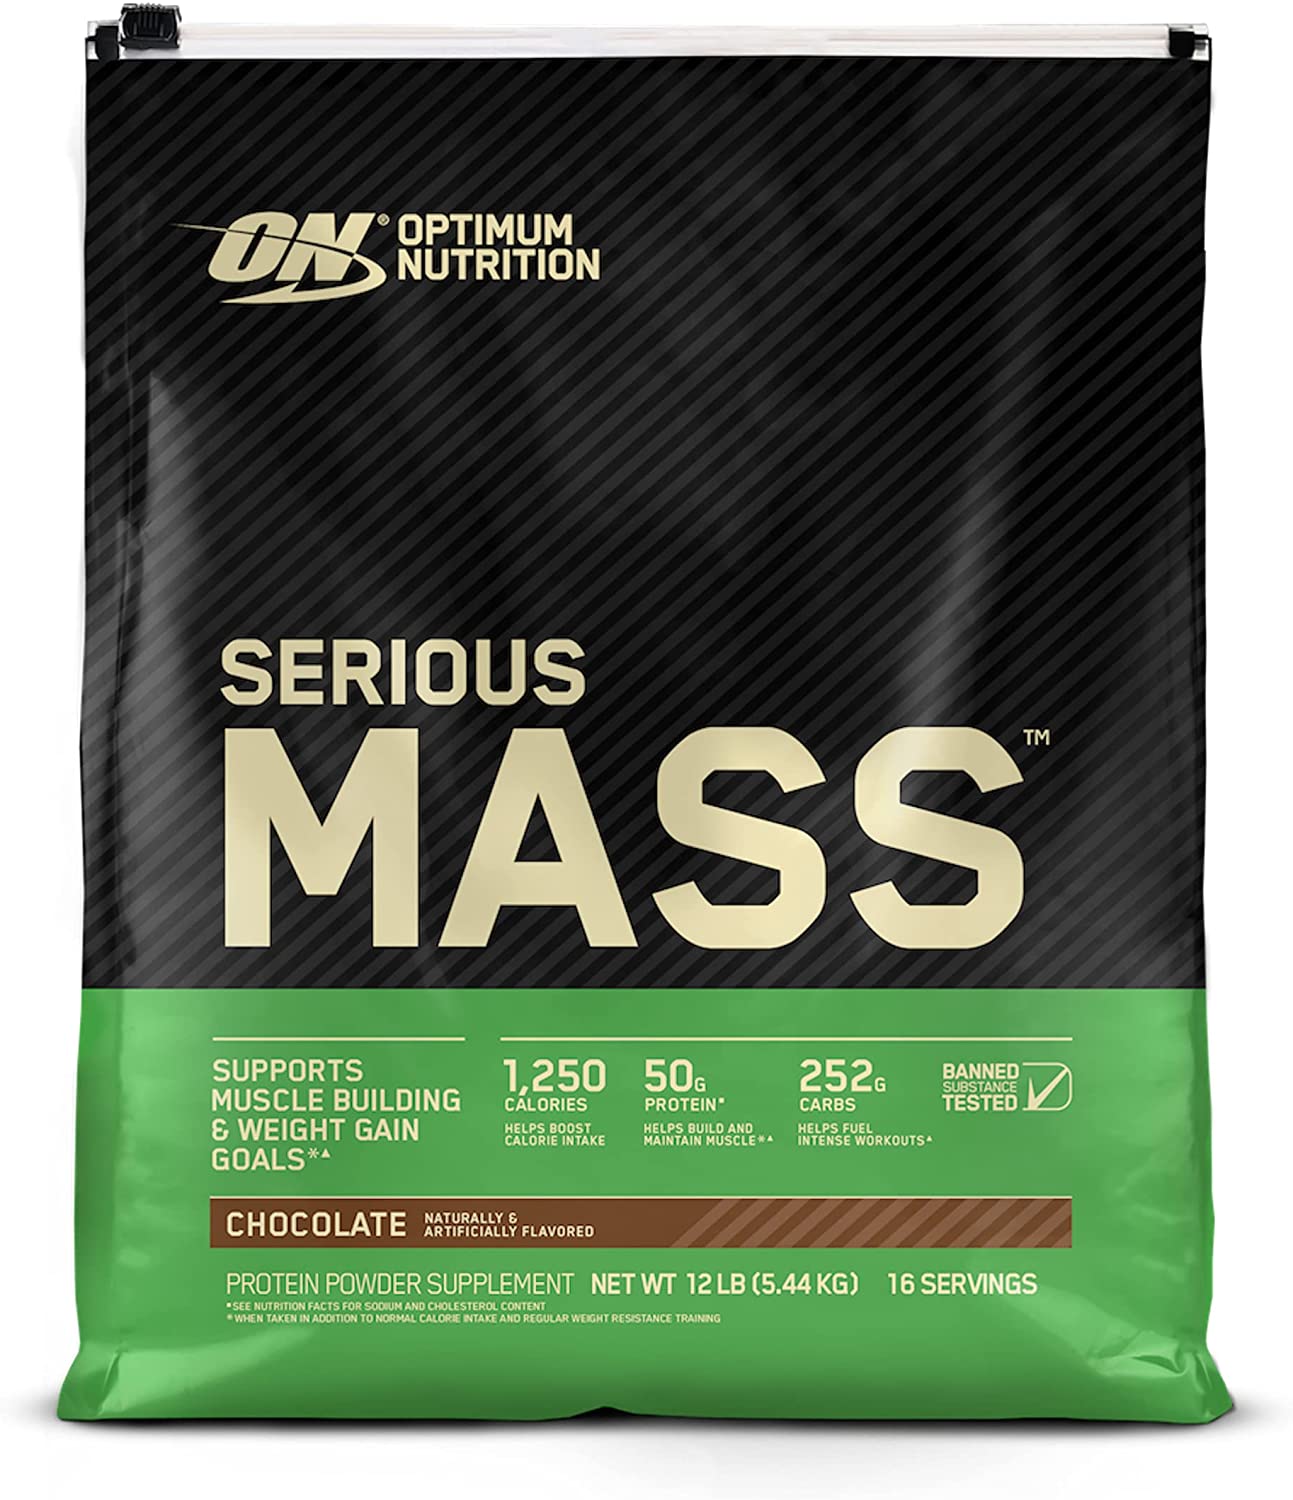 ON® OPTIMUM
NUTRITION
SERIOUS
MASS™
SUPPORTS
MUSCLE BUILDING
& WEIGHT GAIN
GOALS*▲
1,250
CALORIES
HELPS BOOST
CALORIE INTAKE
50G
PROTEIN▪
HELPS BUILD AND
MAINTAIN MUSCLE*▲
252G
CARBS
HELPS FUEL
INTENSE WORKOUTS▲
BANNED
SUBSTANCE
TESTED
CHOCOLATE NATURALLY &
ARTIFICIALLY FLAVORED
PROTEIN POWDER SUPPLEMENT NET WT 12 LB (5.44 KG) 16 SERVINGS
▪SEE NUTRITION FACTS FOR SODIUM AND CHOLESTEROL CONTENT
*WHEN TAKEN IN ADDITION TO NORMAL CALORIE INTAKE AND REGULAR WEIGHT RESISTANCE TRAINING